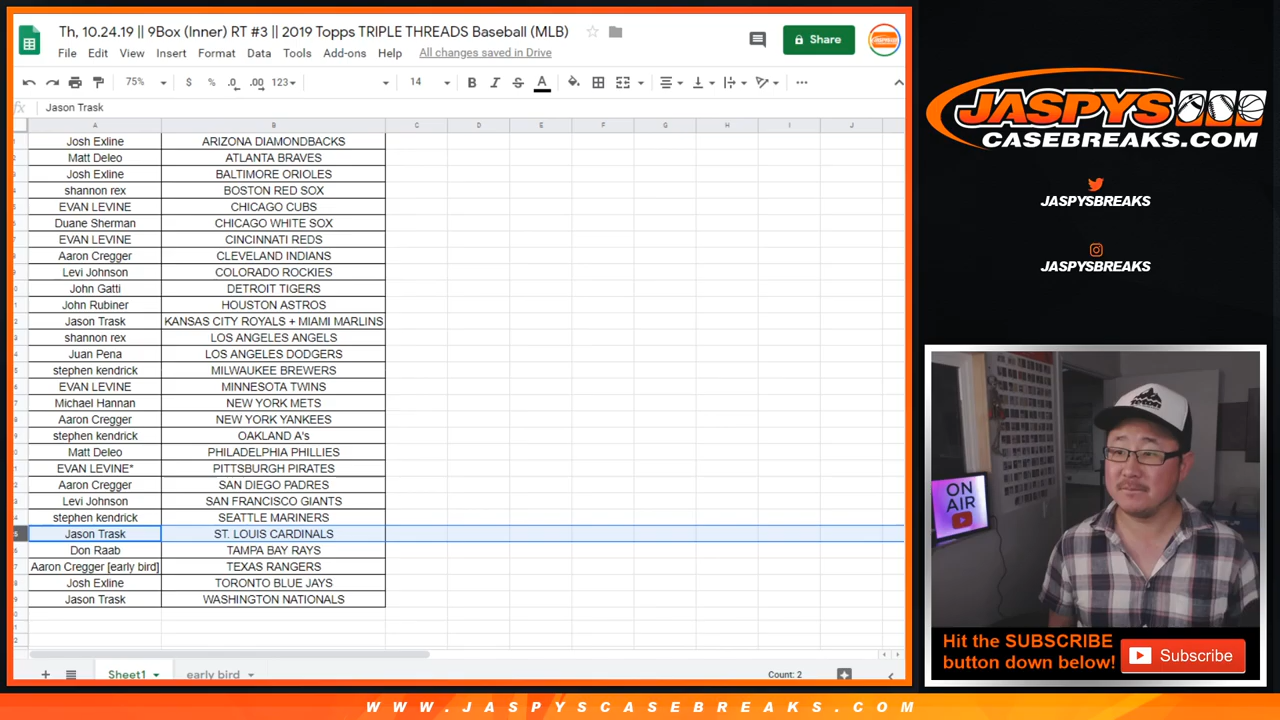 Th, 10.24.19 || 9Box (Inner) RT #3 || 2019 Topps TRIPLE THREADS Baseball (MLB)
File Edit View Insert Format Data Tools Add-ons Help All changes saved in Drive
Share
75% $ % .0 .00 123 14 B I S A
fx Jason Trask
A B C D E F G H I J
Josh Exline ARIZONA DIAMONDBACKS
Matt Deleo ATLANTA BRAVES
Josh Exline BALTIMORE ORIOLES
shannon rex BOSTON RED SOX
EVAN LEVINE CHICAGO CUBS
Duane Sherman CHICAGO WHITE SOX
EVAN LEVINE CINCINNATI REDS
Aaron Cregger CLEVELAND INDIANS
Levi Johnson COLORADO ROCKIES
John Gatti DETROIT TIGERS
John Rubiner HOUSTON ASTROS
Jason Trask KANSAS CITY ROYALS + MIAMI MARLINS
shannon rex LOS ANGELES ANGELS
Juan Pena LOS ANGELES DODGERS
stephen kendrick MILWAUKEE BREWERS
EVAN LEVINE MINNESOTA TWINS
Michael Hannan NEW YORK METS
Aaron Cregger NEW YORK YANKEES
stephen kendrick OAKLAND A's
Matt Deleo PHILADELPHIA PHILLIES
EVAN LEVINE* PITTSBURGH PIRATES
Aaron Cregger SAN DIEGO PADRES
Levi Johnson SAN FRANCISCO GIANTS
stephen kendrick SEATTLE MARINERS
Jason Trask ST. LOUIS CARDINALS
Don Raab TAMPA BAY RAYS
Aaron Cregger [early bird] TEXAS RANGERS
Josh Exline TORONTO BLUE JAYS
Jason Trask WASHINGTON NATIONALS
Sheet1 early bird Count: 2
JASPYS
CASEBREAKS.COM
JASPYSBREAKS
JASPYSBREAKS
ON
AIR
Hit the SUBSCRIBE
button down below!
Subscribe
WWW.JASPYSCASEBREAKS.COM